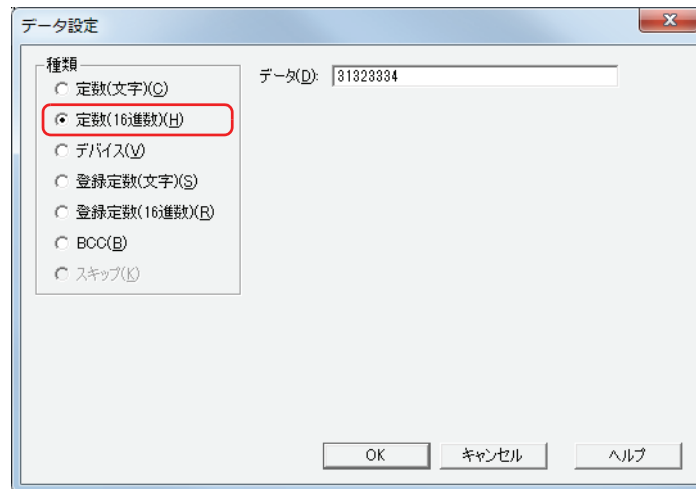 データ設定
種類
定数(文字)(C)
定数(16進数)(H)
デバイス(V)
登録定数(文字)(S)
登録定数(16進数)(R)
BCC(B)
スキップ(K)
データ(D): 31323334
OK キャンセル ヘルプ